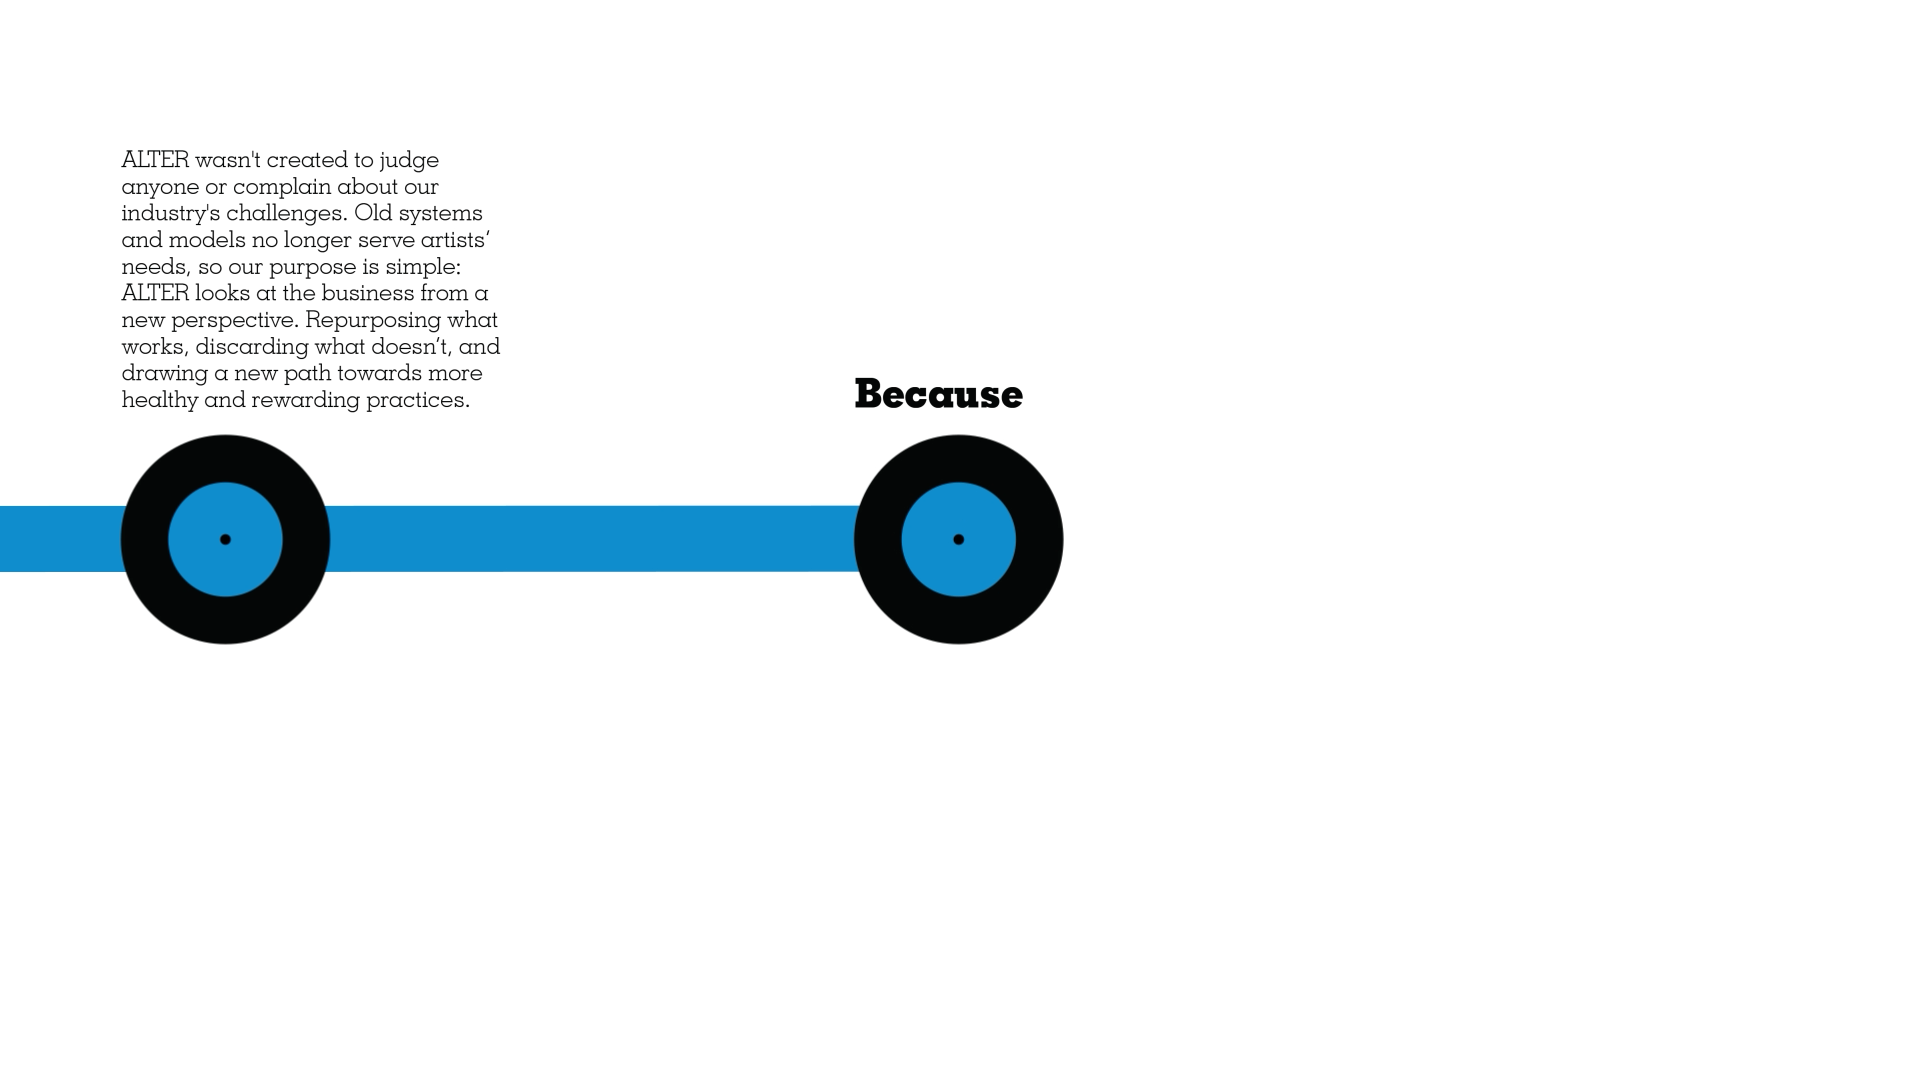 ALTER wasn't created to judge
anyone or complain about our
industry's challenges. Old systems
and models no longer serve artists’
needs, so our purpose is simple:
ALTER looks at the business from a
new perspective. Repurposing what
works, discarding what doesn’t, and
drawing a new path towards more
healthy and rewarding practices.
Because